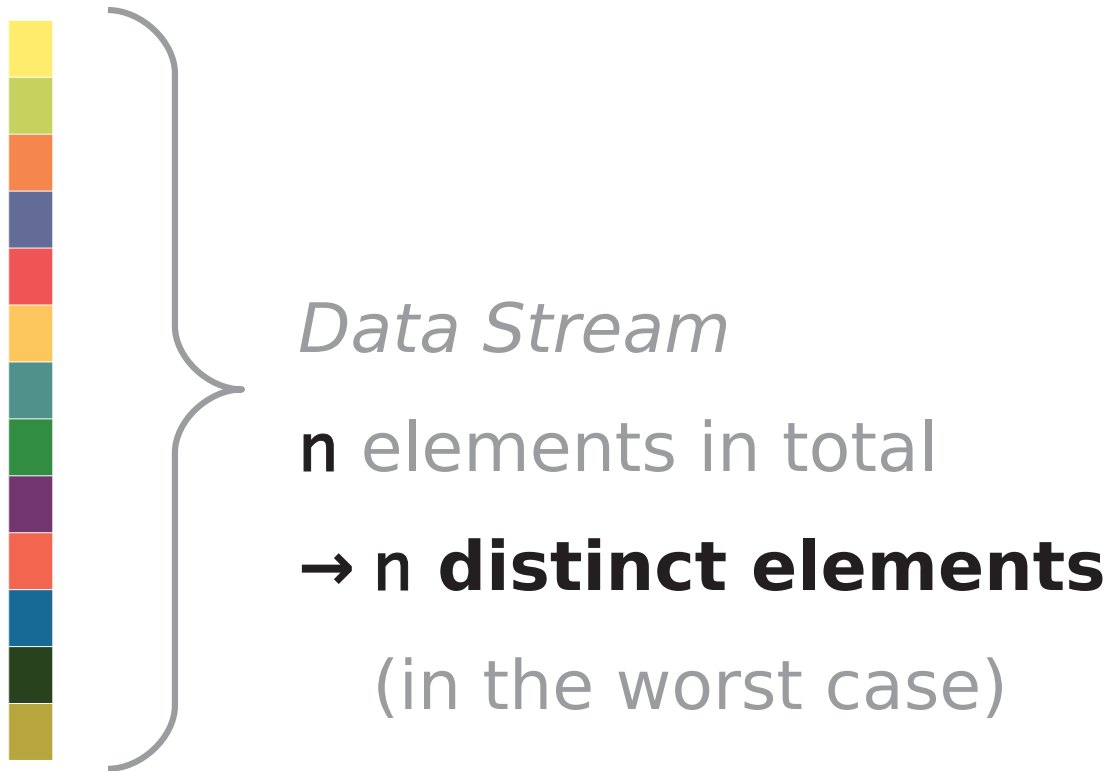 Data Stream
n elements in total
→ n distinct elements
(in the worst case)